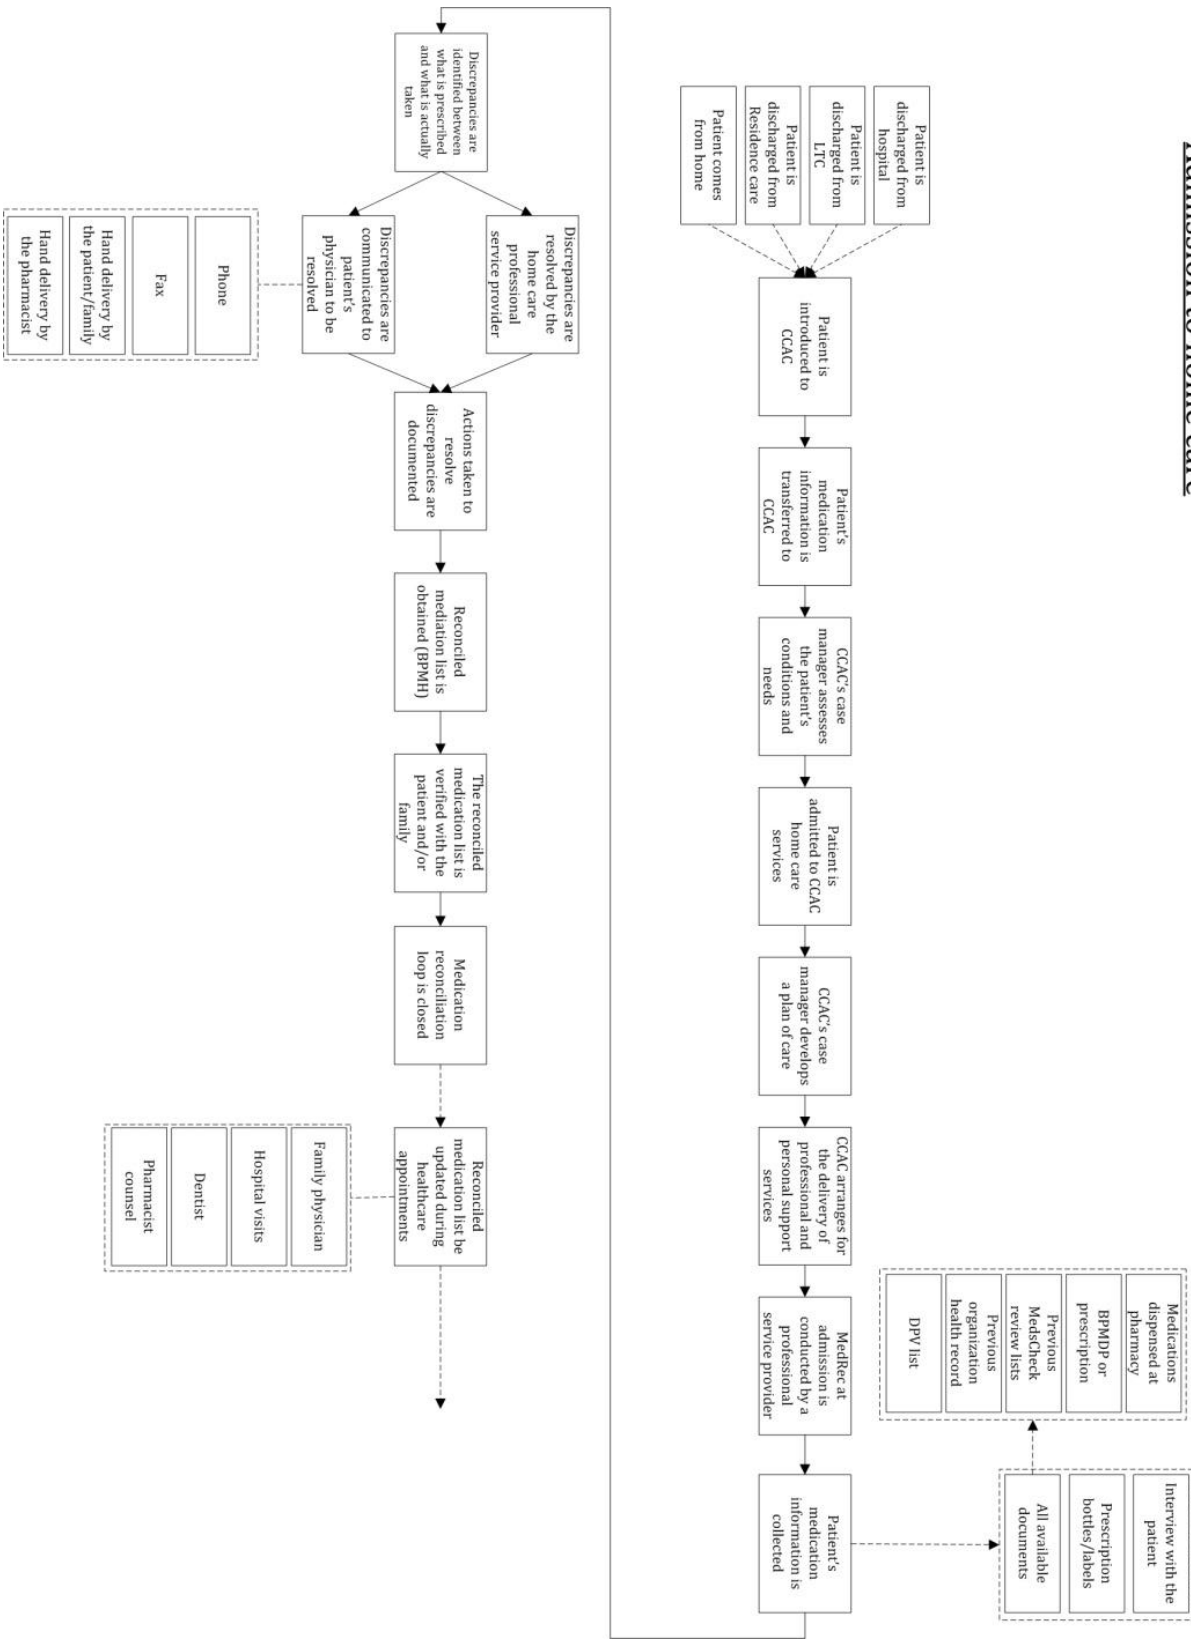 Admission to home care
Patient is
discharged from
hospital
Patient is
discharged from
LTC
Patient is
discharged from
Residence care
Patient comes
from home
Patient is
introduced to
CCAC
Patient's
medication
information is
transferred to
CCAC
CCAC's case
manager assesses
the patient's
conditions and
needs
Patient is
admitted to CCAC
home care
services
CCAC's case
manager develops
a plan of care
CCAC arranges for
the delivery of
professional and
personal support
services
MedRec at
admission is
conducted by a
professional
service provider
Patient's
medication
information is
collected
Interview with the
patient
Prescription
bottles/labels
All available
documents
Medications
dispensed at
pharmacy
BPMDP or
prescription
Previous
MedsCheck
review lists
Previous
organization
health record
DPV list
Discrepancies are
identified between
what is prescribed
and what is actually
taken
Discrepancies are
resolved by the
home care
professional
service provider
Discrepancies are
communicated to
patient's
physician to be
resolved
Phone
Fax
Hand delivery by
the patient/family
Hand delivery by
the pharmacist
Actions taken to
resolve
discrepancies are
documented
Reconciled
mediation list is
obtained (BPMH)
The reconciled
medication list is
verified with the
patient and/or
family
Medication
reconciliation
loop is closed
Reconciled
medication list be
updated during
healthcare
appointments
Family physician
Hospital visits
Dentist
Pharmacist
counsel